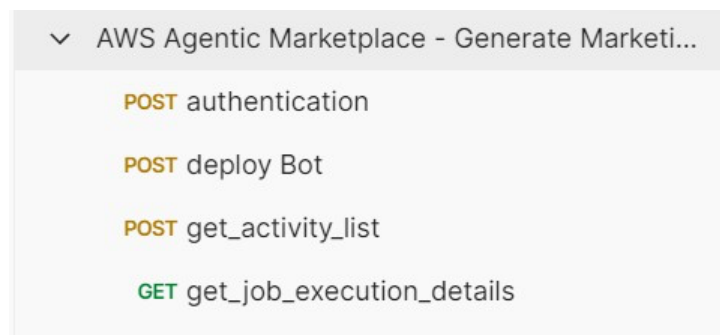 AWS Agentic Marketplace - Generate Marketi...
POST authentication
POST deploy Bot
POST get_activity_list
GET get_job_execution_details